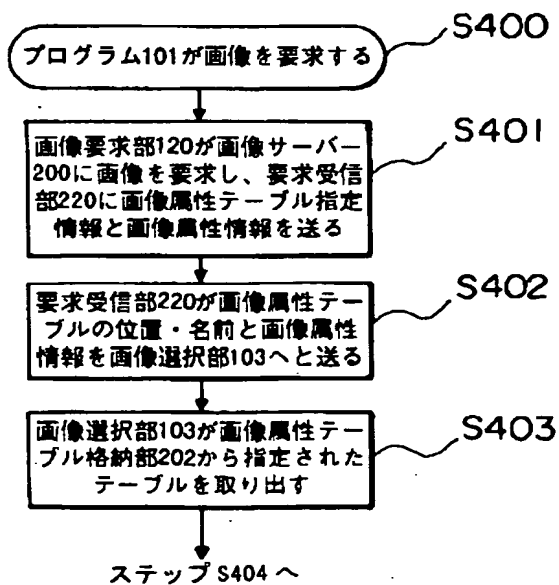 S400
プログラム101が画像を要求する
S401
画像要求部120が画像サーバー
200に画像を要求し、要求受信
部220に画像属性テーブル指定
情報と画像属性情報を送る
S402
要求受信部220が画像属性テー
ブルの位置・名前と画像属性
情報を画像選択部103へと送る
S403
画像選択部103が画像属性テー
ブル格納部202から指定された
テーブルを取り出す
ステップS404へ